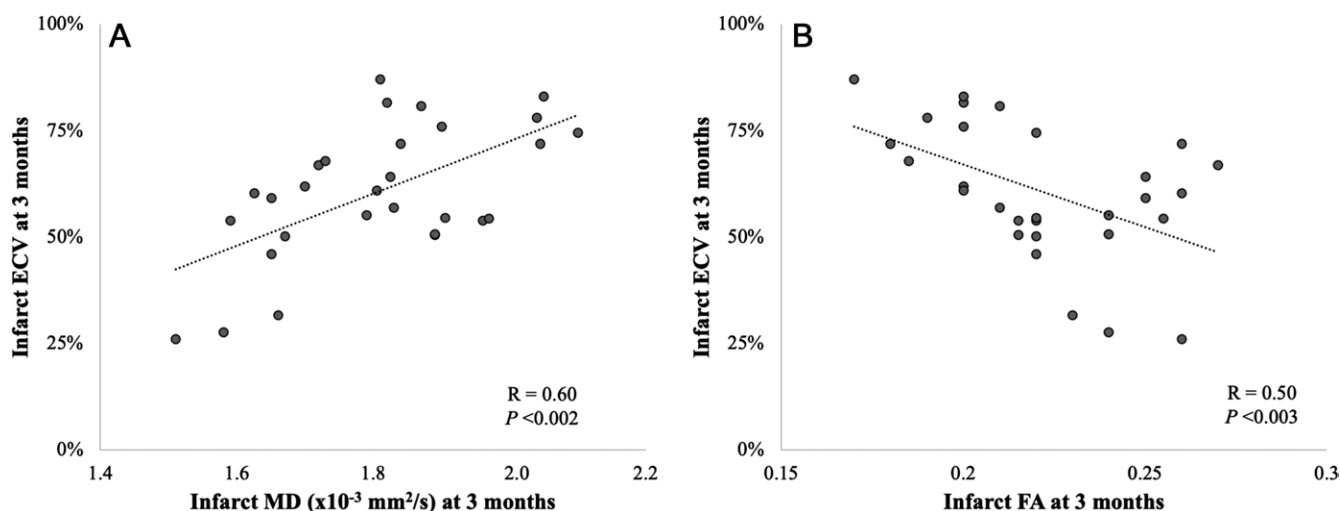 A
100%
75%
50%
25%
0%
Infarct ECV at 3 months
R = 0.60
P <0.002
1.4 1.6 1.8 2.0 2.2
Infarct MD (x10⁻³ mm²/s) at 3 months
B
100%
75%
50%
25%
0%
Infarct ECV at 3 months
R = 0.50
P <0.003
0.15 0.2 0.25 0.3
Infarct FA at 3 months